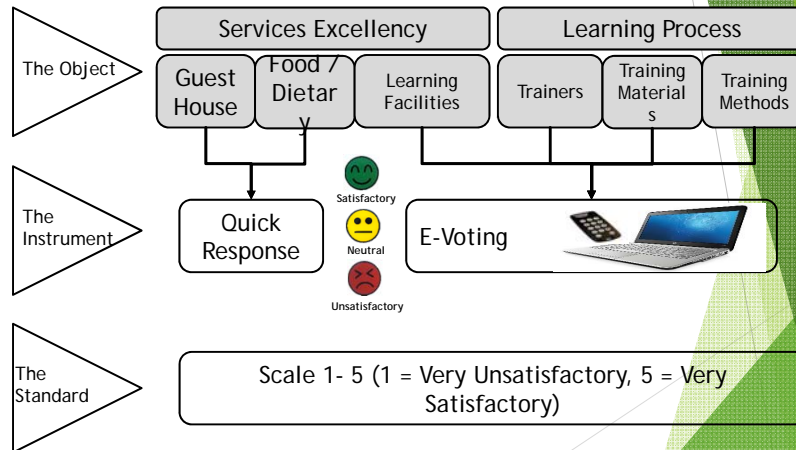 Services Excellency
Learning Process
The Object
Guest
House
Food /
Dietar
y
Learning
Facilities
Trainers
Training
Material
s
Training
Methods
The
Instrument
Quick
Response
Satisfactory
Neutral
Unsatisfactory
E-Voting
The
Standard
Scale 1- 5 (1 = Very Unsatisfactory, 5 = Very
Satisfactory)